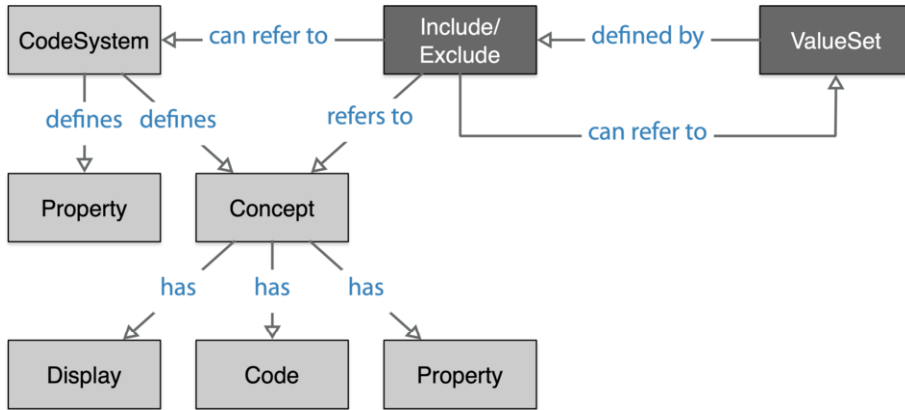 CodeSystem
can refer to
Include/
Exclude
defined by
ValueSet
defines
defines
refers to
can refer to
Property
Concept
has
has
has
Display
Code
Property